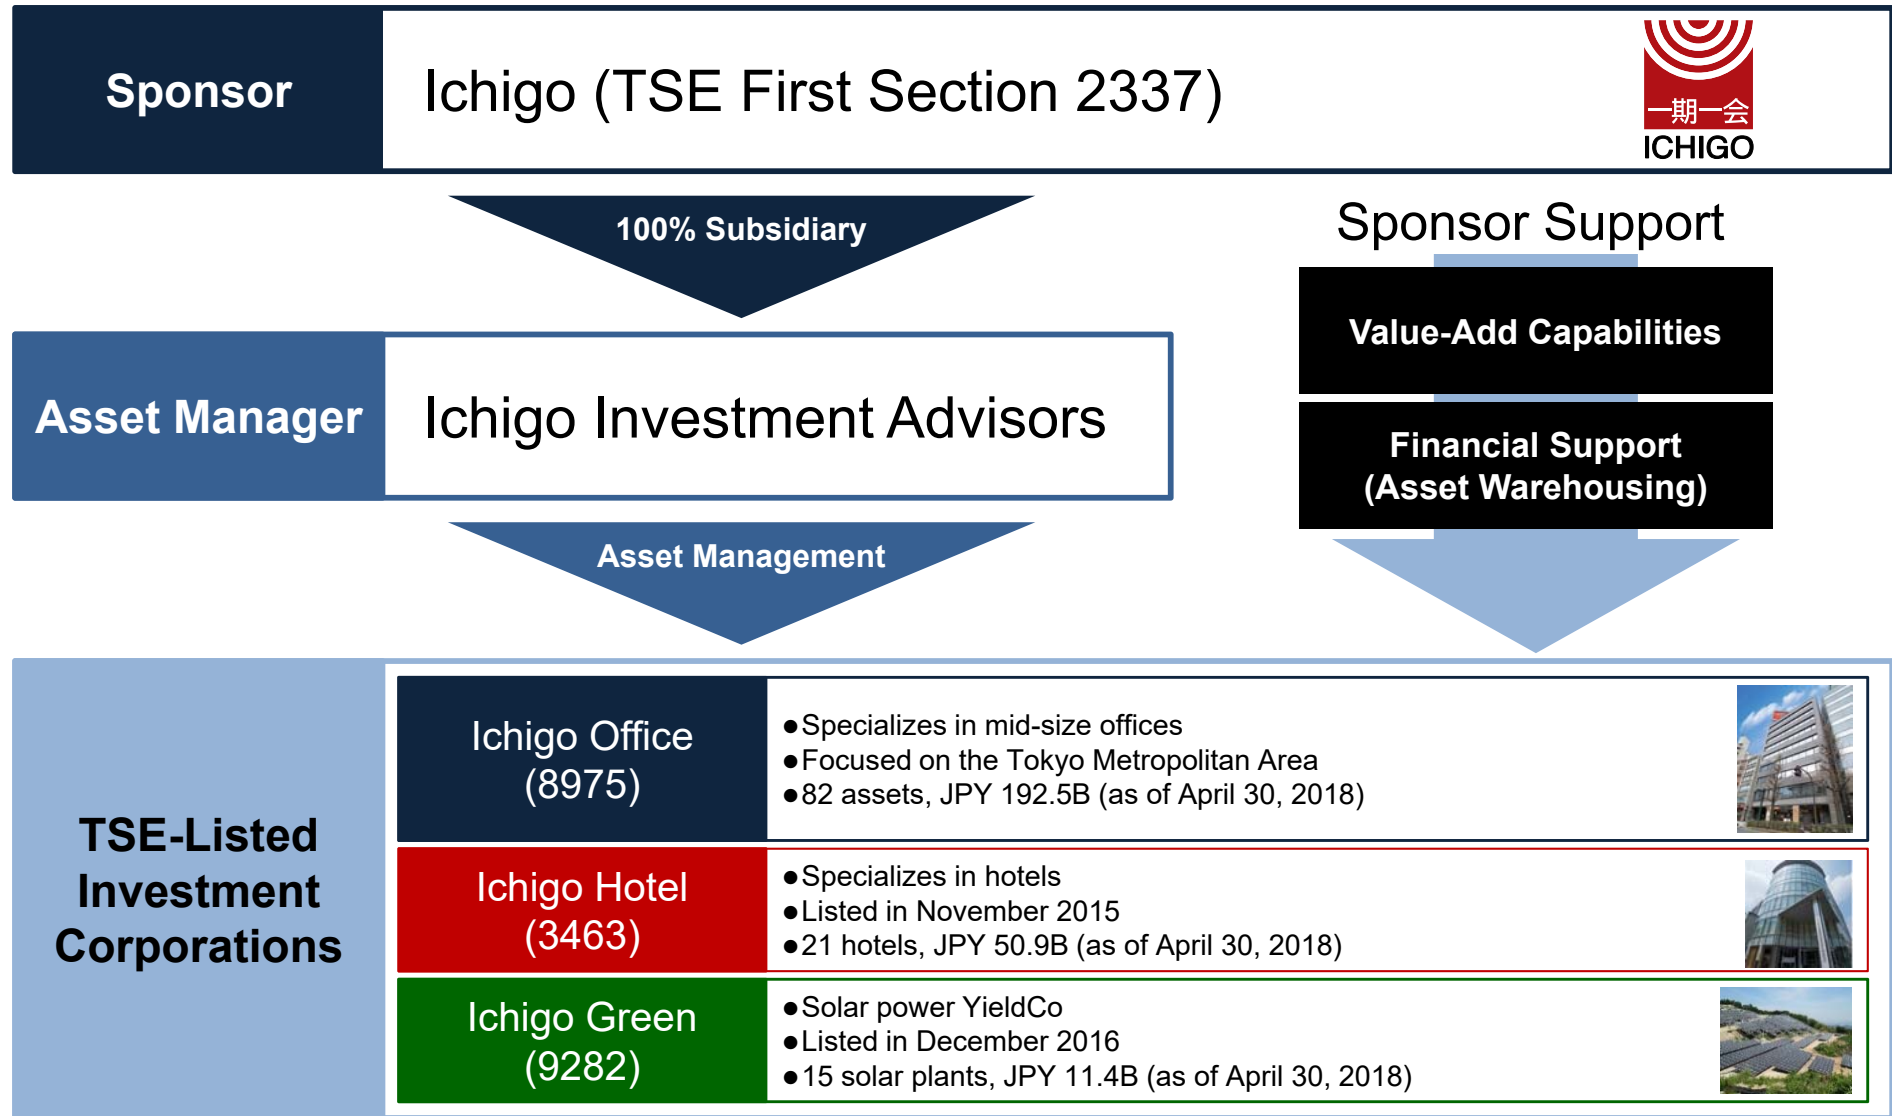 Sponsor
Ichigo (TSE First Section 2337)
一期一会
ICHIGO
100% Subsidiary
Sponsor Support
Value-Add Capabilities
Financial Support
(Asset Warehousing)
Asset Manager
Ichigo Investment Advisors
Asset Management
TSE-Listed
Investment
Corporations
Ichigo Office
(8975)
●Specializes in mid-size offices
●Focused on the Tokyo Metropolitan Area
●82 assets, JPY 192.5B (as of April 30, 2018)
Ichigo Hotel
(3463)
●Specializes in hotels
●Listed in November 2015
●21 hotels, JPY 50.9B (as of April 30, 2018)
Ichigo Green
(9282)
●Solar power YieldCo
●Listed in December 2016
●15 solar plants, JPY 11.4B (as of April 30, 2018)